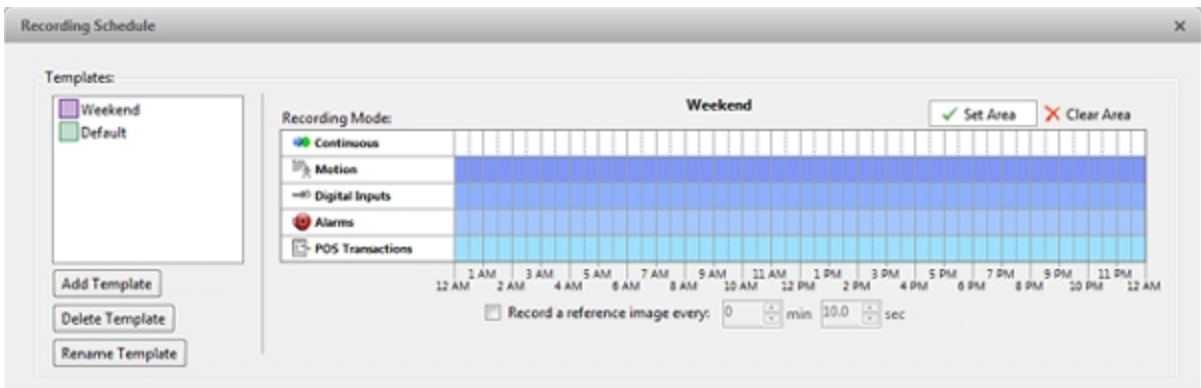 Recording Schedule
Templates:
Weekend
Default
Add Template
Delete Template
Rename Template
Weekend
Set Area
Clear Area
Recording Mode:
Continuous
Motion
Digital Inputs
Alarms
POS Transactions
1 AM 3 AM 5 AM 7 AM 9 AM 11 AM 1 PM 3 PM 5 PM 7 PM 9 PM 11 PM
12 AM 2 AM 4 AM 6 AM 8 AM 10 AM 12 PM 2 PM 4 PM 6 PM 8 PM 10 PM 12 AM
Record a reference image every: 0 min 10.0 sec